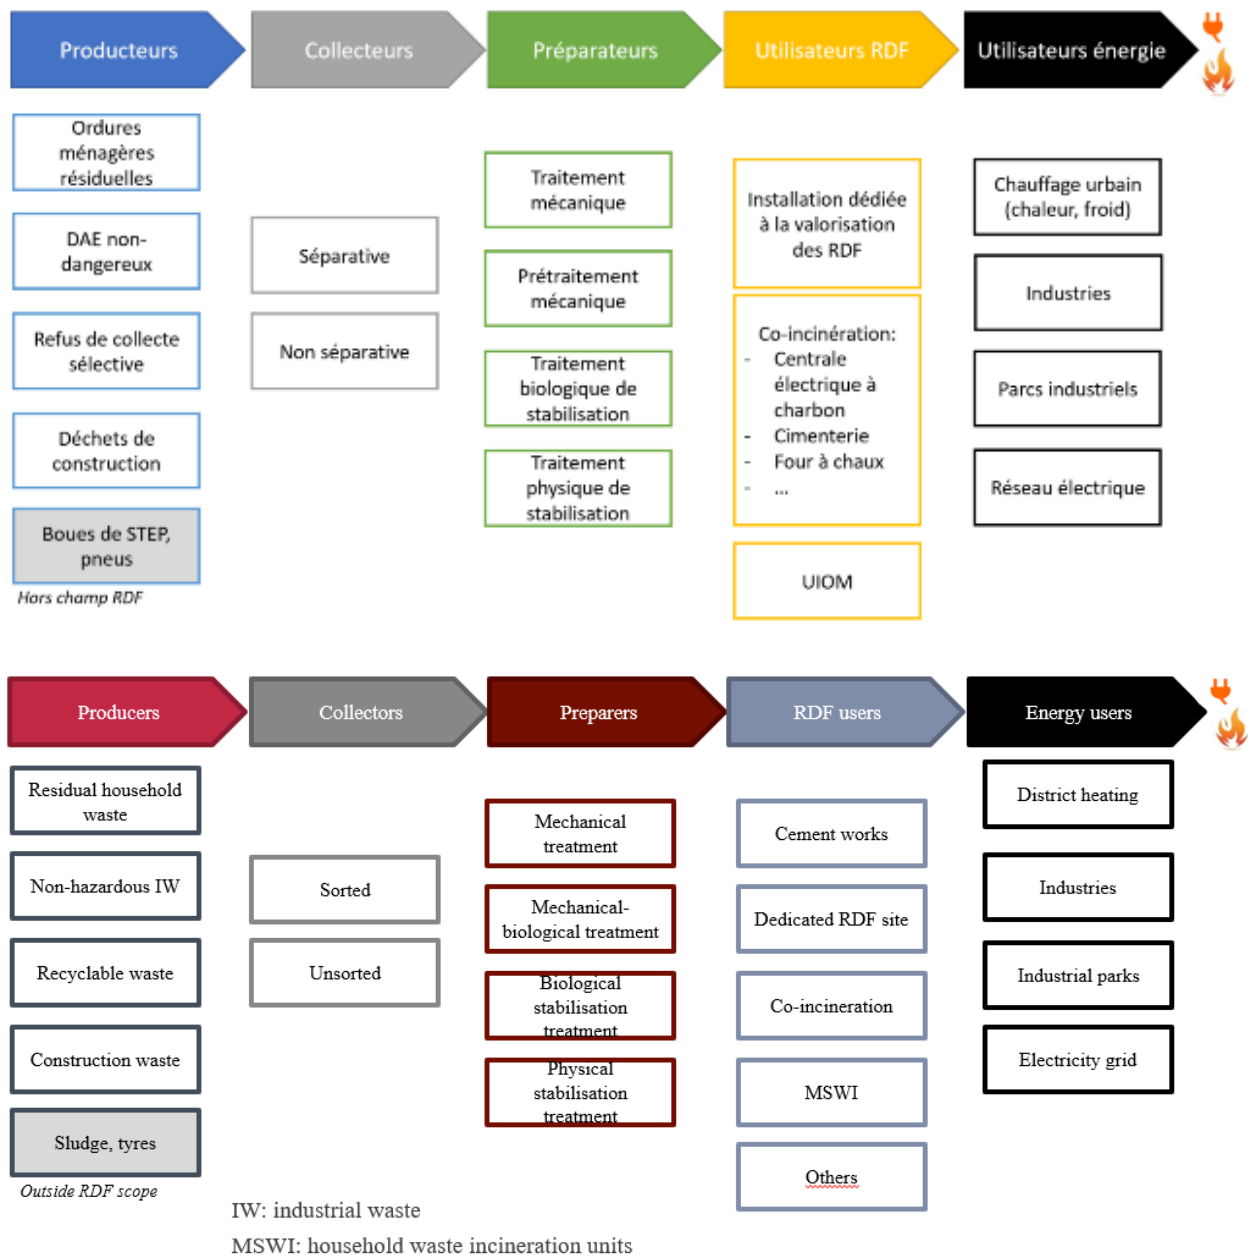 Producteurs
Collecteurs
Préparateurs
Utilisateurs RDF
Utilisateurs énergie
Ordures
ménagères
résiduelles
DAE non-
dangereux
Refus de collecte
sélective
Déchets de
construction
Boues de STEP,
pneus
Hors champ RDF
Séparative
Non séparative
Traitement
mécanique
Prétraitement
mécanique
Traitement
biologique de
stabilisation
Traitement
physique de
stabilisation
Installation dédiée
à la valorisation
des RDF
Co-incinération:
- Centrale
électrique à
charbon
- Cimenterie
- Four à chaux
- ...
UIOM
Chauffage urbain
(chaleur, froid)
Industries
Parcs industriels
Réseau électrique
Producers
Collectors
Preparers
RDF users
Energy users
Residual household
waste
Non-hazardous IW
Recyclable waste
Construction waste
Sludge, tyres
Outside RDF scope
Sorted
Unsorted
Mechanical
treatment
Mechanical-
biological treatment
Biological
stabilisation
treatment
Physical
stabilisation
treatment
Cement works
Dedicated RDF site
Co-incineration
MSWI
Others
District heating
Industries
Industrial parks
Electricity grid
IW: industrial waste
MSWI: household waste incineration units